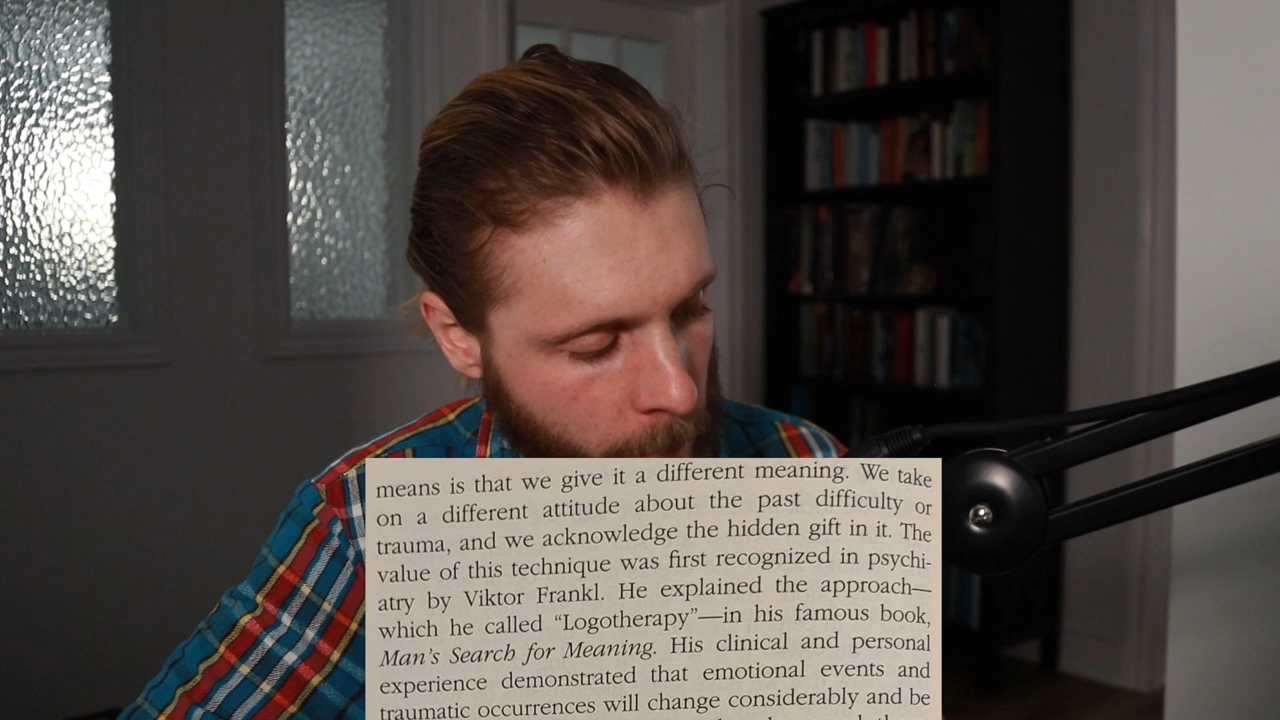 means is that we give it a different meaning. We take
on a different attitude about the past difficulty or
trauma, and we acknowledge the hidden gift in it. The
value of this technique was first recognized in psychi-
atry by Viktor Frankl. He explained the approach—
which he called “Logotherapy”—in his famous book,
Man’s Search for Meaning. His clinical and personal
experience demonstrated that emotional events and
traumatic occurrences will change considerably and be